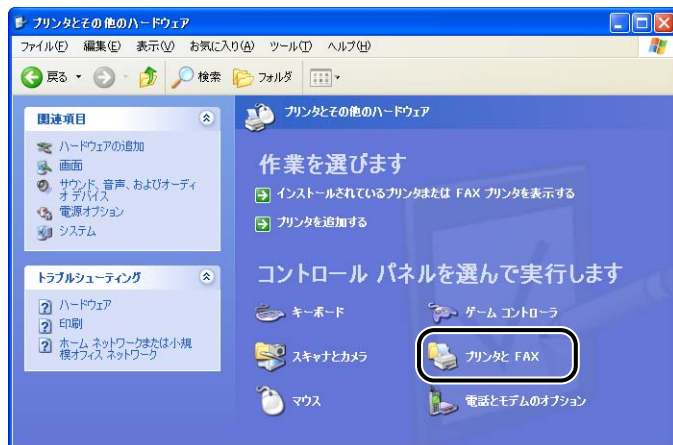 プリンタとその他のハードウェア
ファイル(F) 編集(E) 表示(V) お気に入り(A) ツール(T) ヘルプ(H)
戻る 検索 フォルダ
関連項目
ハードウェアの追加
画面
サウンド、音声、およびオーディ
オ デバイス
電源オプション
システム
トラブルシューティング
ハードウェア
印刷
ホーム ネットワークまたは小規
模オフィス ネットワーク
プリンタとその他のハードウェア
作業を選びます
インストールされているプリンタまたは FAX プリンタを表示する
プリンタを追加する
コントロール パネルを選んで実行します
キーボード
ゲーム コントローラ
スキャナとカメラ
プリンタと FAX
マウス
電話とモデムのオプション